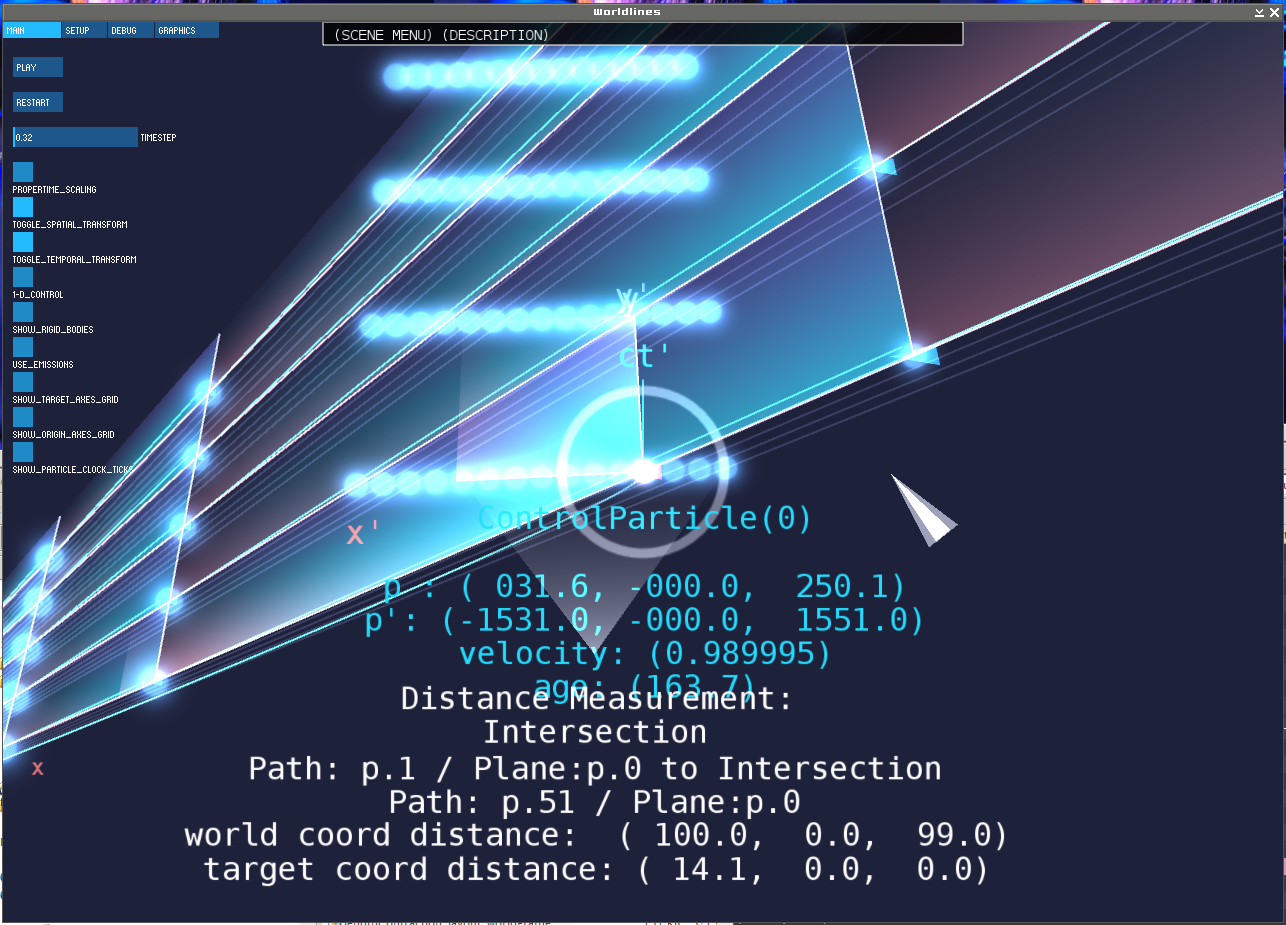 Worldlines
MAIN SETUP DEBUG GRAPHICS
(SCENE MENU) (DESCRIPTION)
PLAY
RESTART
0.32 TIMESTEP
PROPERTIME_SCALING
TOGGLE_SPATIAL_TRANSFORM
TOGGLE_TEMPORAL_TRANSFORM
1-D_CONTROL
SHOW_RIGID_BODIES
USE_EMISSIONS
SHOW_TARGET_AXES_GRID
SHOW_ORIGIN_AXES_GRID
SHOW_PARTICLE_CLOCK_TICKS
y'
ct'
x'
ControlParticle(0)
p : ( 031.6, -000.0, 250.1)
p': (-1531.0, -000.0, 1551.0)
velocity: (0.989995)
age: (163.7)
Distance Measurement:
Intersection
Path: p.1 / Plane:p.0 to Intersection
x
Path: p.51 / Plane:p.0
world coord distance: ( 100.0, 0.0, 99.0)
target coord distance: ( 14.1, 0.0, 0.0)